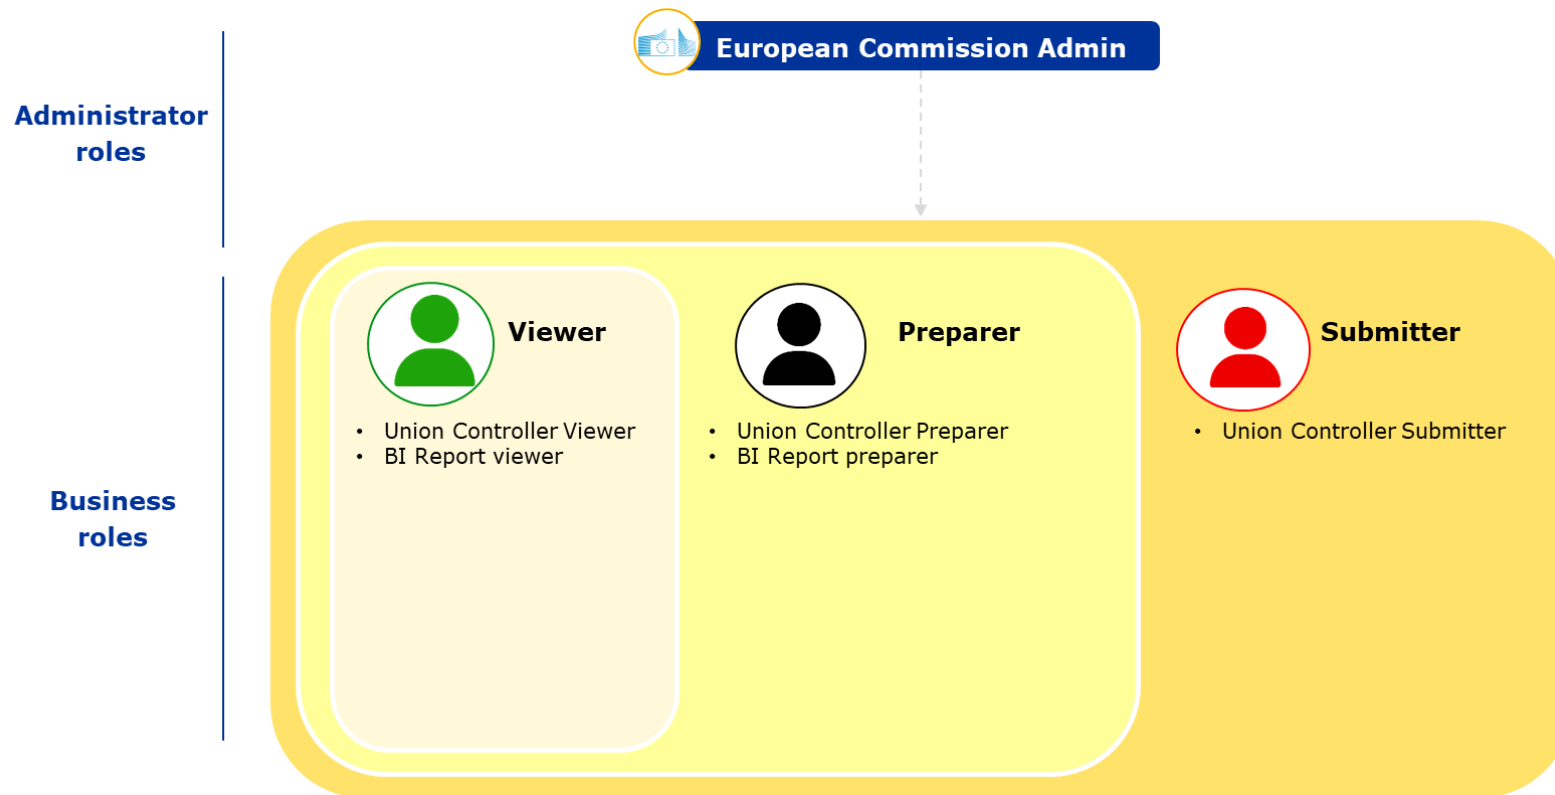 European Commission Admin
Administrator
roles
Viewer
Preparer
Submitter
• Union Controller Viewer
• BI Report viewer
• Union Controller Preparer
• BI Report preparer
• Union Controller Submitter
Business
roles